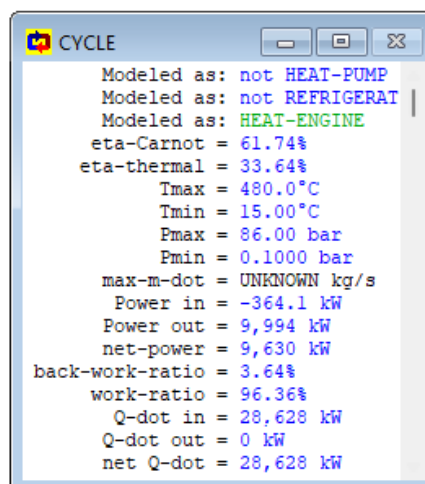 CYCLE
Modeled as: not HEAT-PUMP
Modeled as: not REFRIGERAT
Modeled as: HEAT-ENGINE
eta-Carnot = 61.74%
eta-thermal = 33.64%
Tmax = 480.0°C
Tmin = 15.00°C
Pmax = 86.00 bar
Pmin = 0.1000 bar
max-m-dot = UNKNOWN kg/s
Power in = -364.1 kW
Power out = 9,994 kW
net-power = 9,630 kW
back-work-ratio = 3.64%
work-ratio = 96.36%
Q-dot in = 28,628 kW
Q-dot out = 0 kW
net Q-dot = 28,628 kW